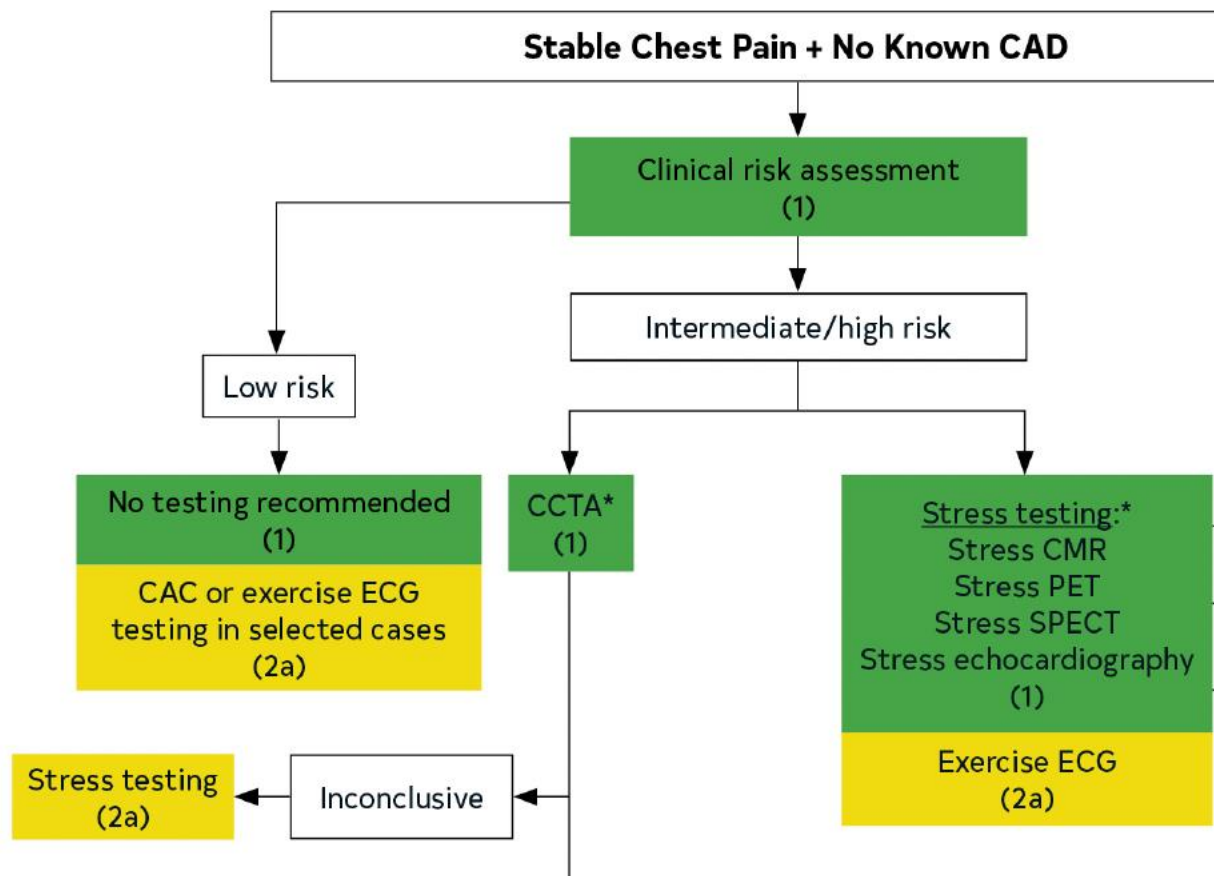 Stable Chest Pain + No Known CAD
Clinical risk assessment
(1)
Intermediate/high risk
Low risk
No testing recommended
(1)
CAC or exercise ECG
testing in selected cases
(2a)
CCTA*
(1)
Stress testing:*
Stress CMR
Stress PET
Stress SPECT
Stress echocardiography
(1)
Exercise ECG
(2a)
Stress testing
(2a)
Inconclusive